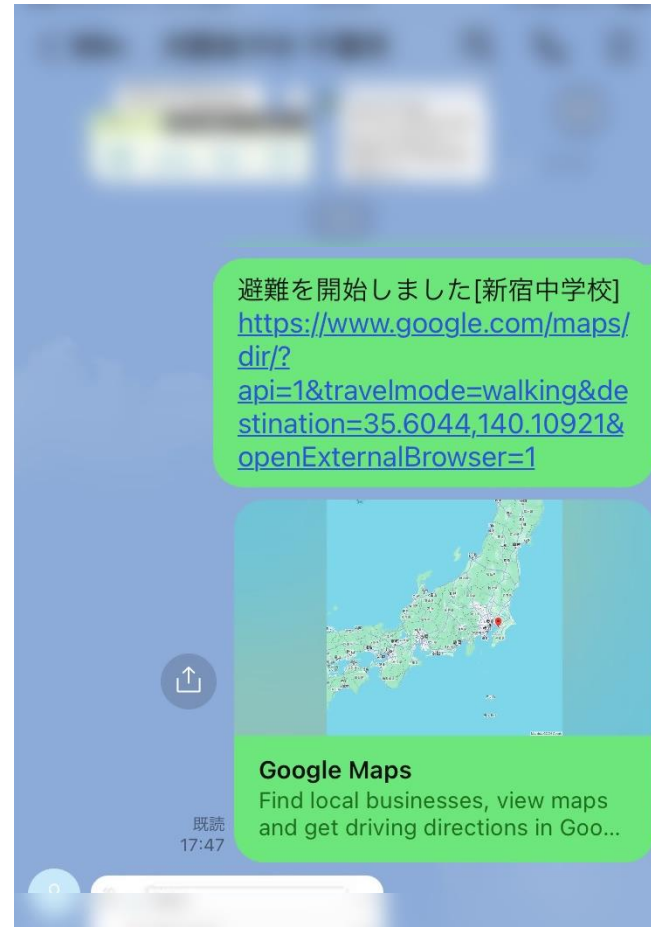 避難を開始しました[新宿中学校]
https://www.google.com/maps/
dir/?
api=1&travelmode=walking&de
stination=35.6044,140.10921&
openExternalBrowser=1
Google Maps
Find local businesses, view maps
and get driving directions in Goo...
既読
17:47